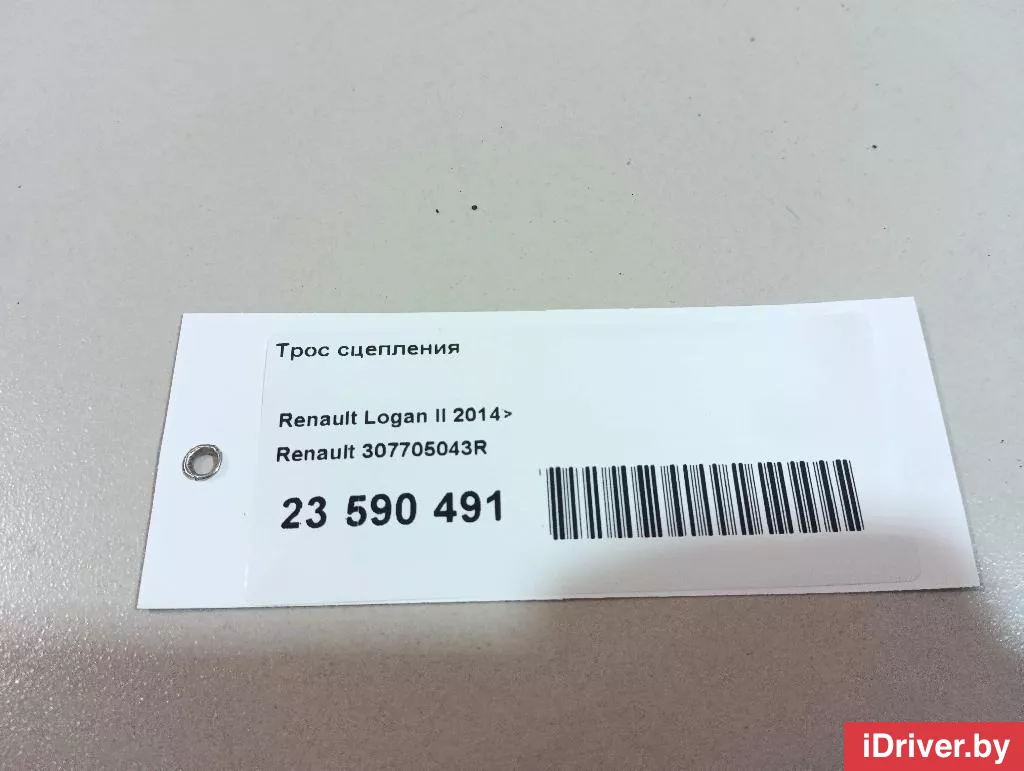 Трос сцепления
Renault Logan II 2014>
Renault 307705043R
23 590 491
iDriver.by